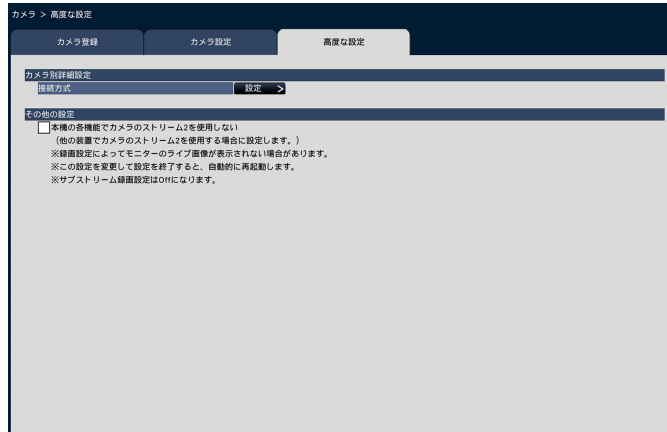 カメラ > 高度な設定
カメラ登録 カメラ設定 高度な設定
カメラ別詳細設定
接続方式 設定 >
その他の設定
本機の各機能でカメラのストリーム2を使用しない
（他の装置でカメラのストリーム2を使用する場合に設定します。）
※録画設定によってモニターのライブ画像が表示されない場合があります。
※この設定を変更して設定を終了すると、自動的に再起動します。
※サブストリーム録画設定はOffになります。